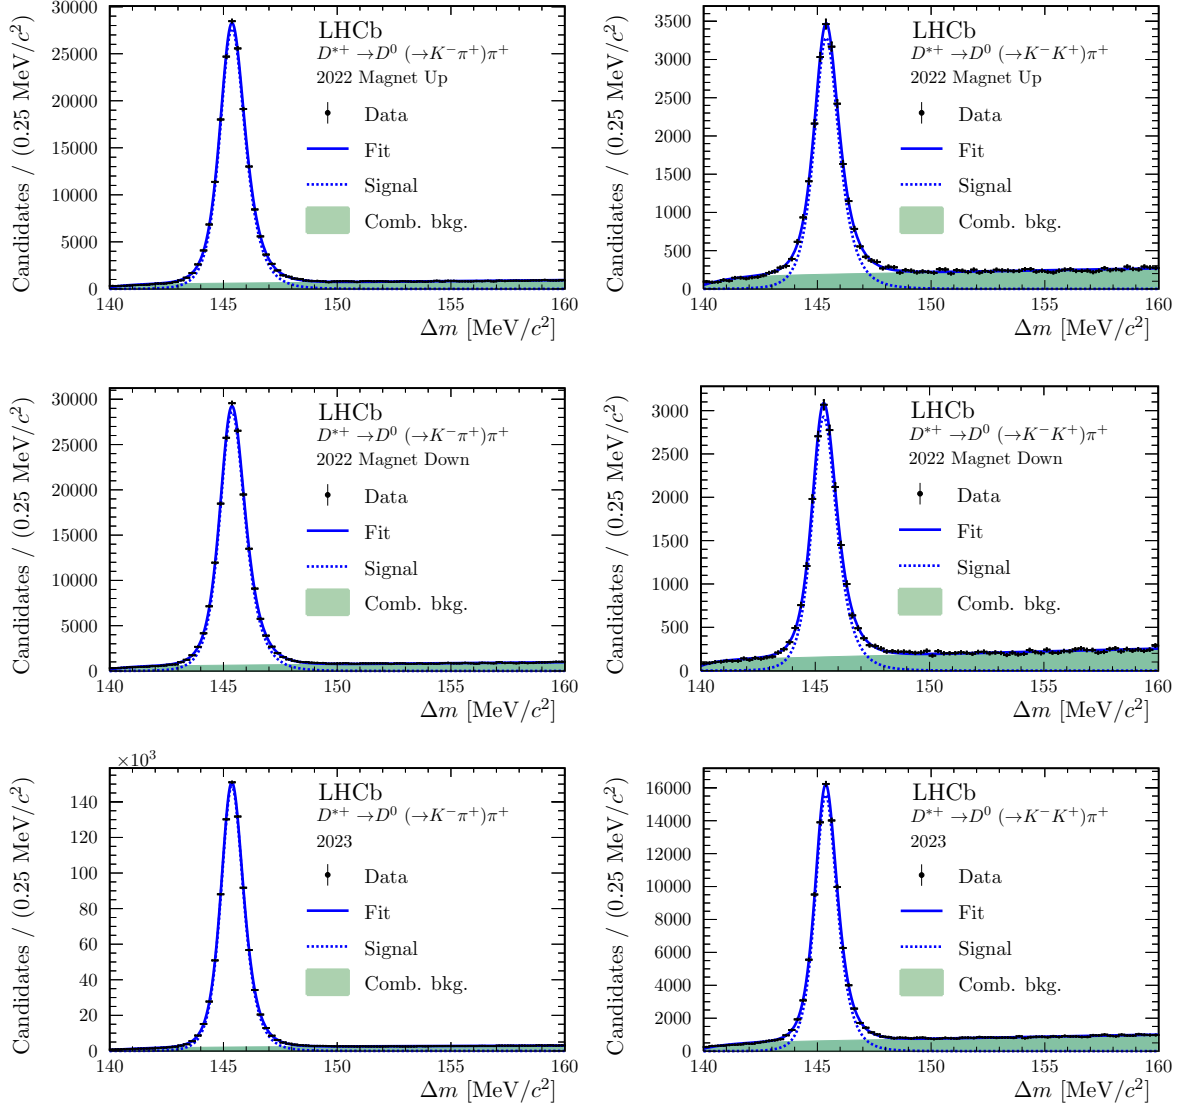 Candidates / (0.25 MeV/c²)
30000
25000
20000
15000
10000
5000
0
140 145 150 155 160
Δm [MeV/c²]
LHCb
D*⁺ →D⁰ (→K⁻π⁺)π⁺
2022 Magnet Up
Data
Fit
Signal
Comb. bkg.
Candidates / (0.25 MeV/c²)
3500
3000
2500
2000
1500
1000
500
0
140 145 150 155 160
Δm [MeV/c²]
LHCb
D*⁺ →D⁰ (→K⁻K⁺)π⁺
2022 Magnet Up
Data
Fit
Signal
Comb. bkg.
Candidates / (0.25 MeV/c²)
30000
25000
20000
15000
10000
5000
0
140 145 150 155 160
Δm [MeV/c²]
LHCb
D*⁺ →D⁰ (→K⁻π⁺)π⁺
2022 Magnet Down
Data
Fit
Signal
Comb. bkg.
Candidates / (0.25 MeV/c²)
3000
2500
2000
1500
1000
500
0
140 145 150 155 160
Δm [MeV/c²]
LHCb
D*⁺ →D⁰ (→K⁻K⁺)π⁺
2022 Magnet Down
Data
Fit
Signal
Comb. bkg.
Candidates / (0.25 MeV/c²)
×10³
140
120
100
80
60
40
20
0
140 145 150 155 160
Δm [MeV/c²]
LHCb
D*⁺ →D⁰ (→K⁻π⁺)π⁺
2023
Data
Fit
Signal
Comb. bkg.
Candidates / (0.25 MeV/c²)
16000
14000
12000
10000
8000
6000
4000
2000
0
140 145 150 155 160
Δm [MeV/c²]
LHCb
D*⁺ →D⁰ (→K⁻K⁺)π⁺
2023
Data
Fit
Signal
Comb. bkg.